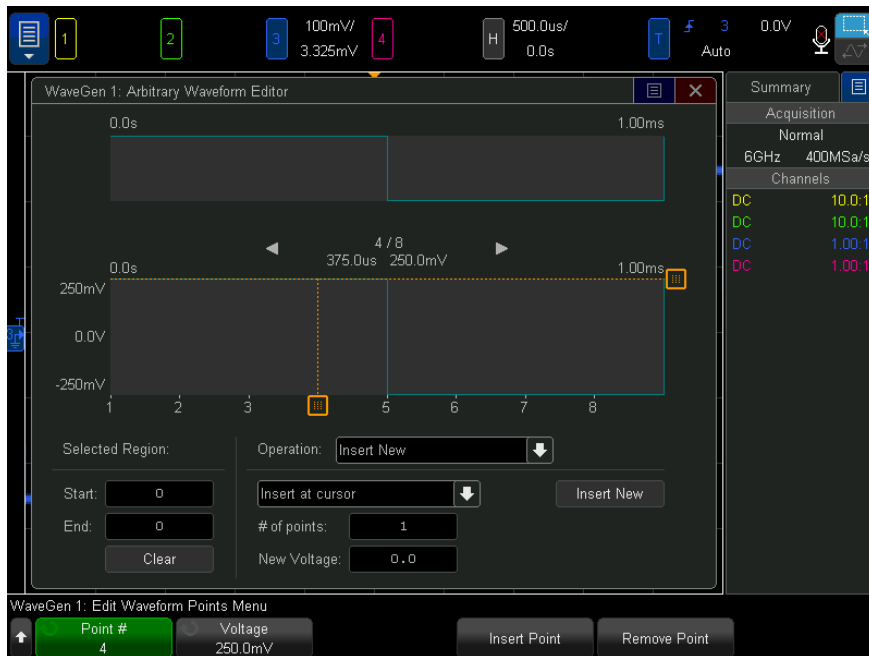 1 2 3 100mV/ 4 H 500.0us/ T 3 0.0V
3.325mV 0.0s Auto
WaveGen 1: Arbitrary Waveform Editor
0.0s 1.00ms
4 / 8
375.0us 250.0mV
0.0s 1.00ms
250mV
0.0V
-250mV
1 2 3 5 6 7 8
Selected Region:
Operation: Insert New
Start: 0
Insert at cursor
Insert New
End: 0
# of points: 1
Clear
New Voltage: 0.0
Summary
Acquisition
Normal
6GHz 400MSa/s
Channels
DC 10.0:1
DC 10.0:1
DC 1.00:1
DC 1.00:1
WaveGen 1: Edit Waveform Points Menu
Point #
4
Voltage
250.0mV
Insert Point
Remove Point